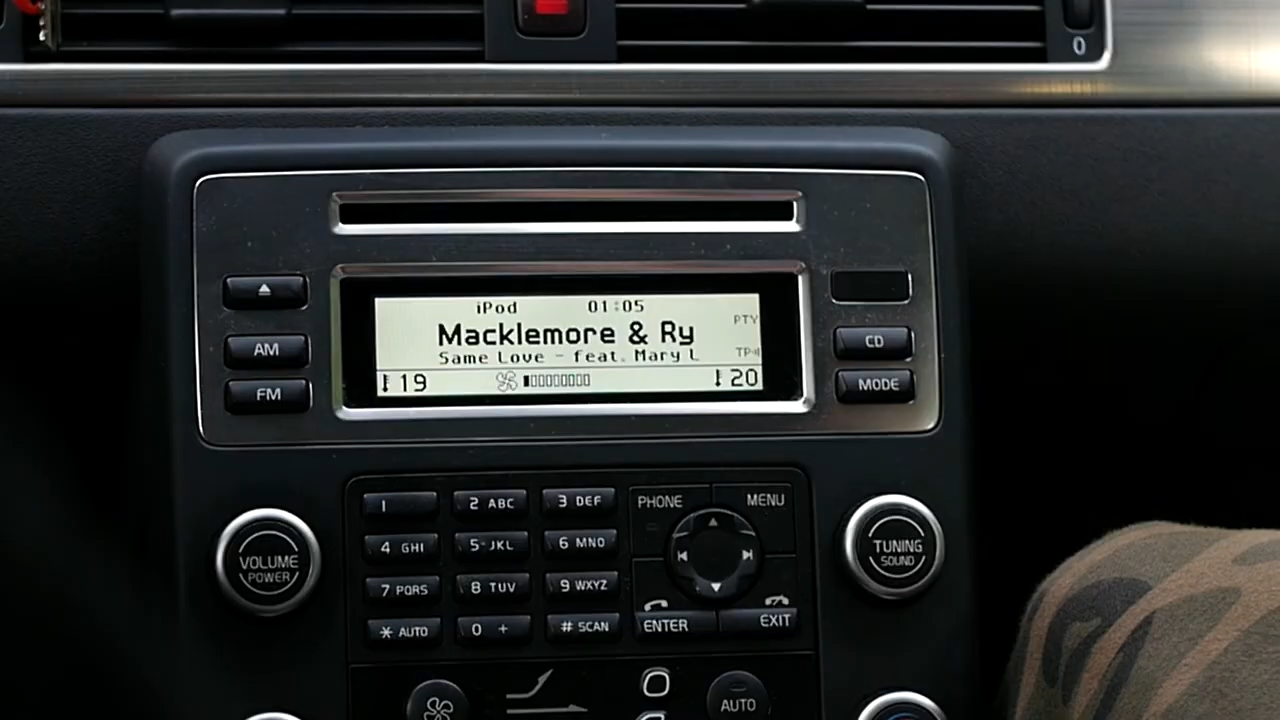 0
iPod 01:05
Macklemore & Ry
PTY
Same Love - feat. Mary L
TP
19 20
AM
FM
CD
MODE
1 2 ABC 3 DEF
4 GHI 5 JKL 6 MNO
7 PQRS 8 TUV 9 WXYZ
* AUTO 0 + # SCAN
PHONE MENU
ENTER EXIT
VOLUME
POWER
TUNING
SOUND
AUTO